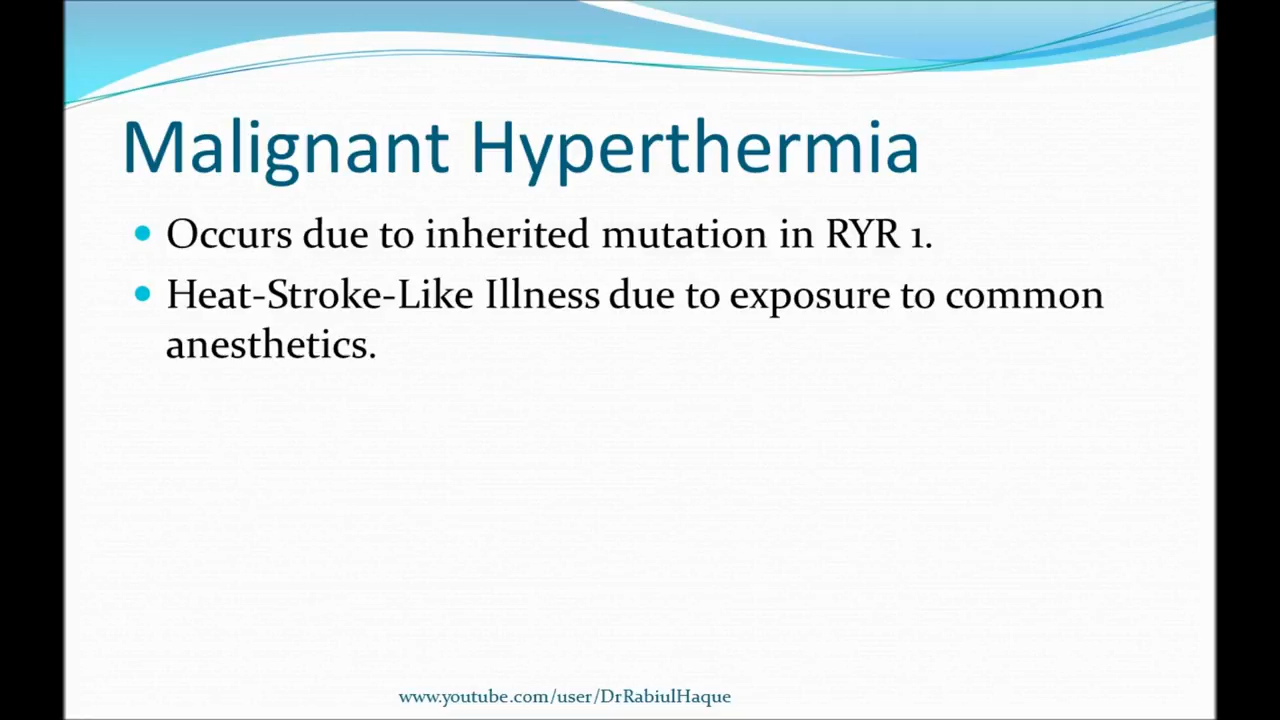 Malignant Hyperthermia
• Occurs due to inherited mutation in RYR 1.
• Heat-Stroke-Like Illness due to exposure to common
anesthetics.
www.youtube.com/user/DrRabiulHaque